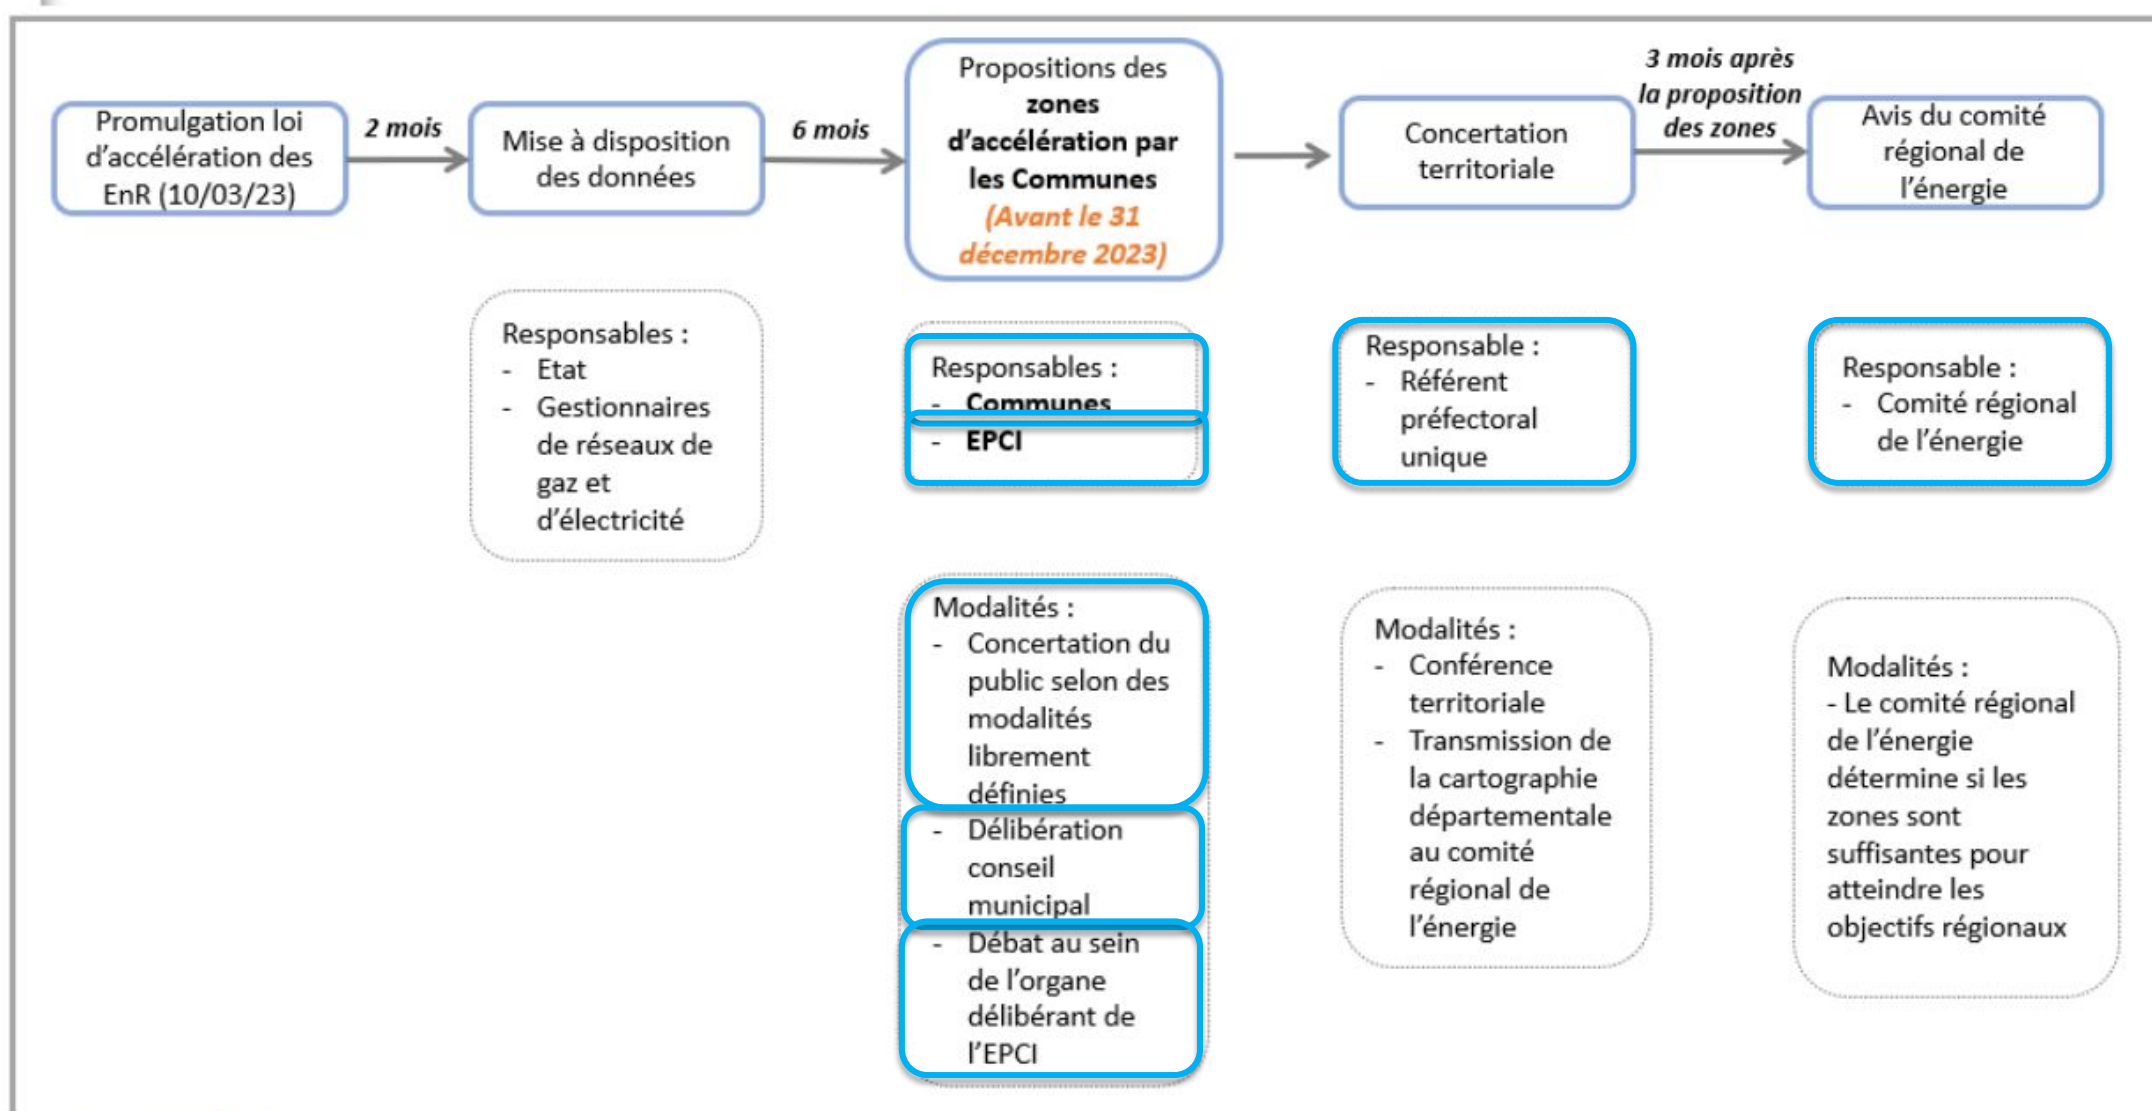 Promulgation loi
d'accélération des
EnR (10/03/23)
2 mois
Mise à disposition
des données
6 mois
Propositions des
zones
d'accélération par
les Communes
(Avant le 31
décembre 2023)
Concertation
territoriale
3 mois après
la proposition
des zones
Avis du comité
régional de
l'énergie
Responsables :
- Etat
- Gestionnaires
de réseaux de
gaz et
d'électricité
Responsables :
- Communes
- EPCI
Responsable :
- Référent
préfectoral
unique
Responsable :
- Comité régional
de l'énergie
Modalités :
- Concertation du
public selon des
modalités
librement
définies
- Délibération
conseil
municipal
- Débat au sein
de l'organe
délibérant de
l'EPCI
Modalités :
- Conférence
territoriale
- Transmission de
la cartographie
départementale
au comité
régional de
l'énergie
Modalités :
- Le comité régional
de l'énergie
détermine si les
zones sont
suffisantes pour
atteindre les
objectifs régionaux